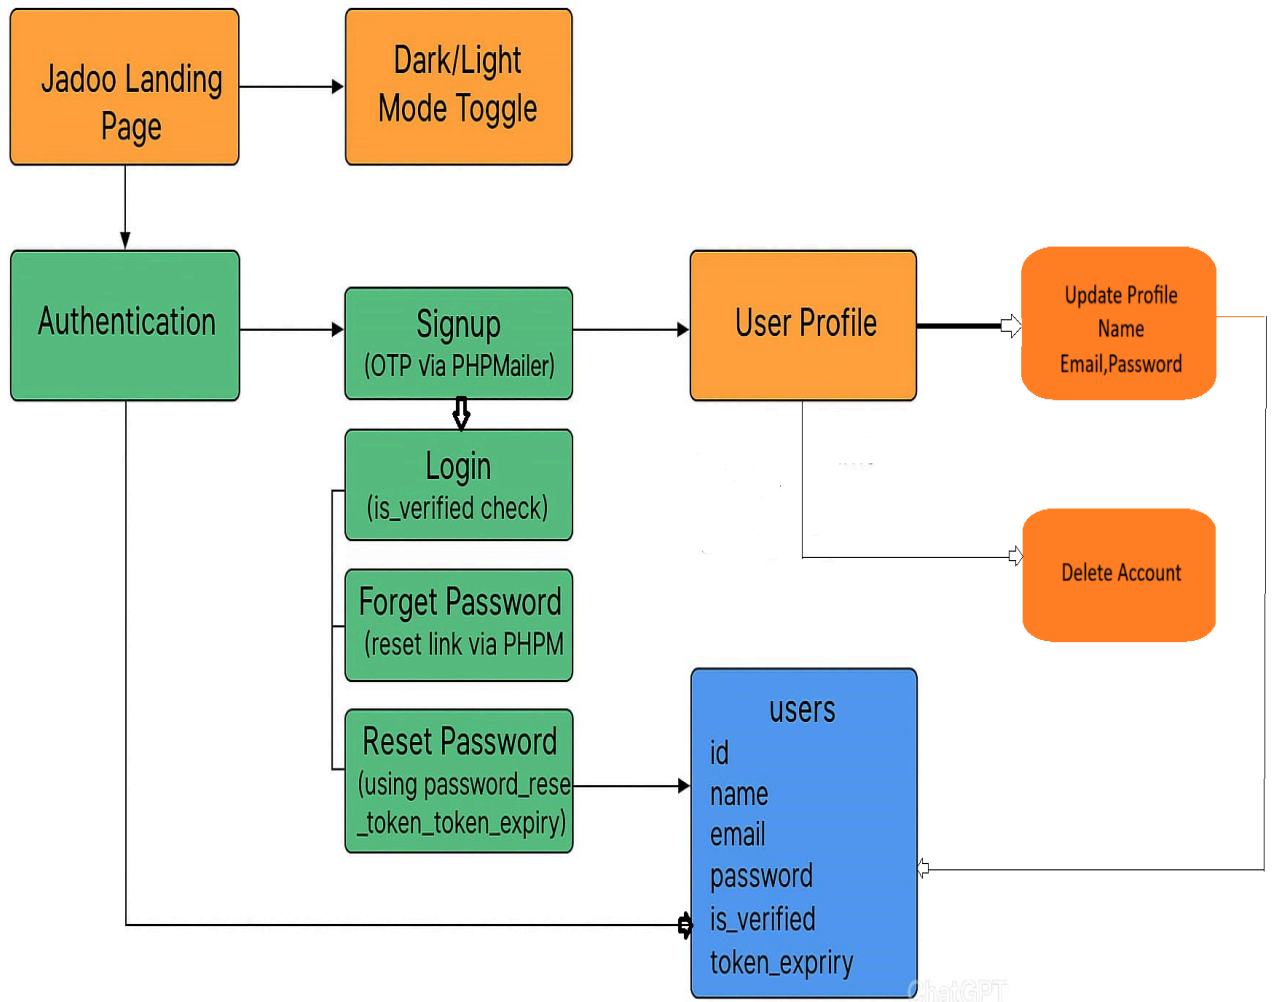 Jadoo Landing
Page
Dark/Light
Mode Toggle
Authentication
Signup
(OTP via PHPMailer)
User Profile
Update Profile
Name
Email,Password
Login
(is_verified check)
Forget Password
(reset link via PHPM
Delete Account
Reset Password
(using password_rese
_token_token_expiry)
users
id
name
email
password
is_verified
token_expriry
ChatGPT